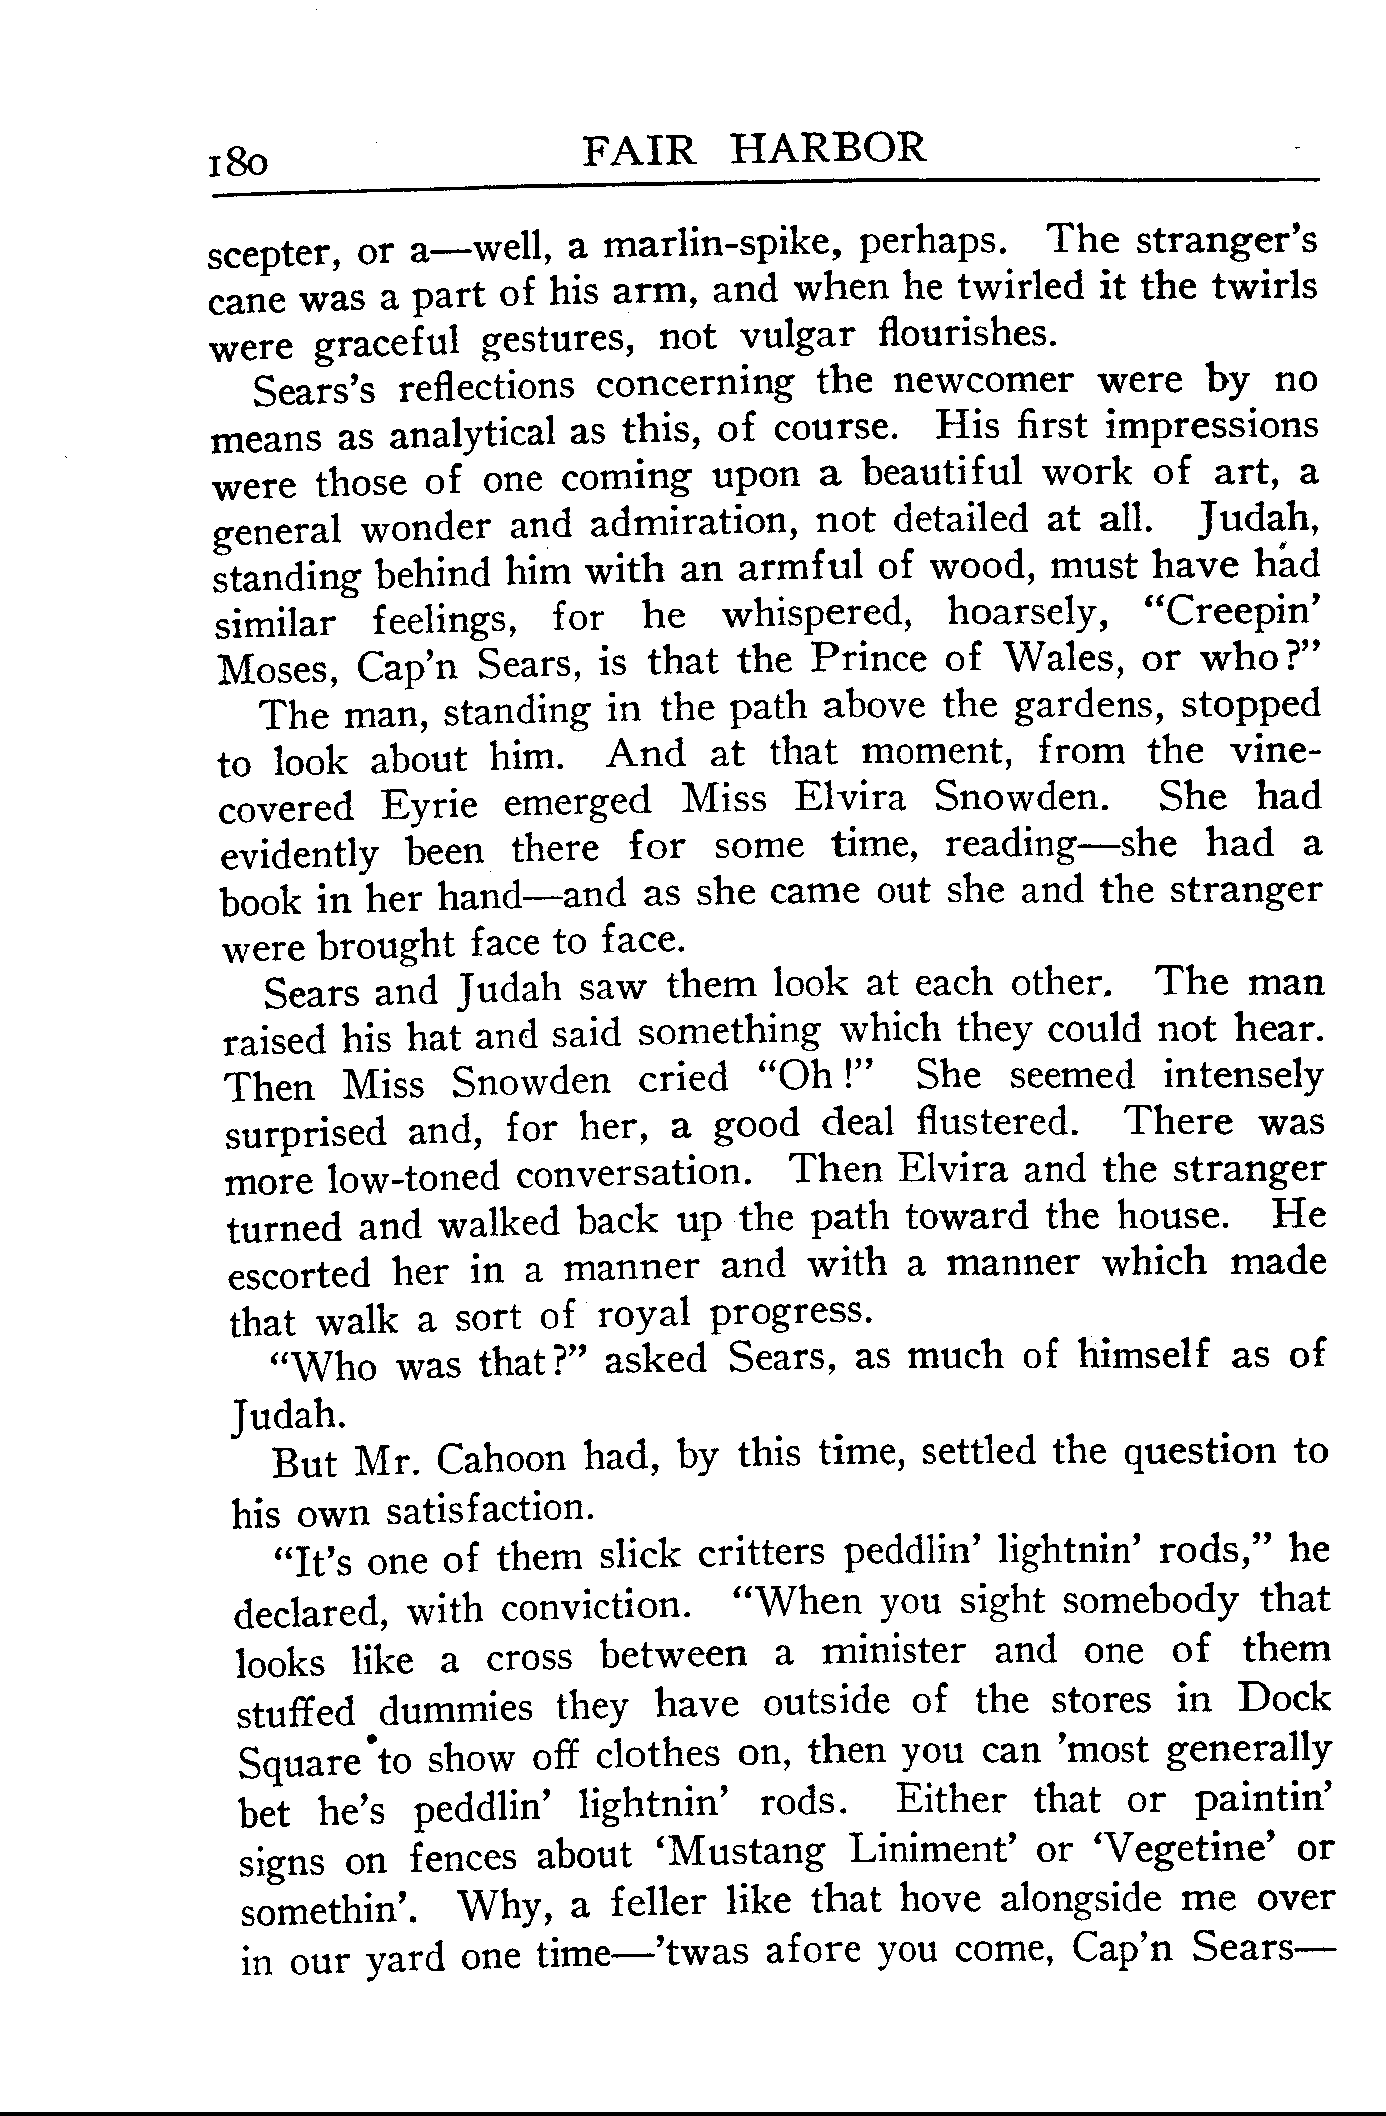 180 FAIR HARBOR
scepter, or a—well, a marlin-spike, perhaps. The stranger's
cane was a part of his arm, and when he twirled it the twirls
were graceful gestures, not vulgar flourishes.
Sears's reflections concerning the newcomer were by no
means as analytical as this, of course. His first impressions
were those of one coming upon a beautiful work of art, a
general wonder and admiration, not detailed at all. Judah,
standing behind him with an armful of wood, must have had
similar feelings, for he whispered, hoarsely, “Creepin’
Moses, Cap’n Sears, is that the Prince of Wales, or who?”
The man, standing in the path above the gardens, stopped
to look about him. And at that moment, from the vine-
covered Eyrie emerged Miss Elvira Snowden. She had
evidently been there for some time, reading—she had a
book in her hand—and as she came out she and the stranger
were brought face to face.
Sears and Judah saw them look at each other. The man
raised his hat and said something which they could not hear.
Then Miss Snowden cried “Oh!” She seemed intensely
surprised and, for her, a good deal flustered. There was
more low-toned conversation. Then Elvira and the stranger
turned and walked back up the path toward the house. He
escorted her in a manner and with a manner which made
that walk a sort of royal progress.
“Who was that?” asked Sears, as much of himself as of
Judah.
But Mr. Cahoon had, by this time, settled the question to
his own satisfaction.
“It’s one of them slick critters peddlin’ lightnin’ rods,” he
declared, with conviction. “When you sight somebody that
looks like a cross between a minister and one of them
stuffed dummies they have outside of the stores in Dock
Square to show off clothes on, then you can ’most generally
bet he’s peddlin’ lightnin’ rods. Either that or paintin’
signs on fences about ‘Mustang Liniment’ or ‘Vegetine’ or
somethin’. Why, a feller like that hove alongside me over
in our yard one time—’twas afore you come, Cap’n Sears—